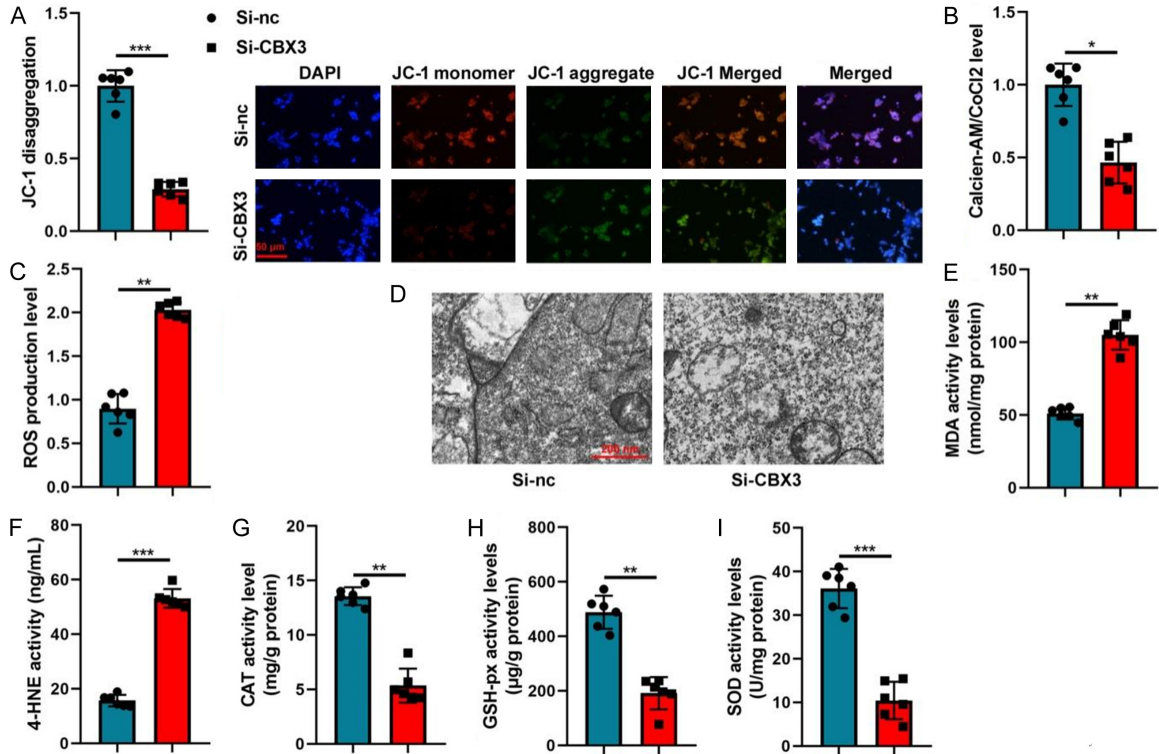 A
Si-nc
Si-CBX3
JC-1 disaggregation
1.5
1.0
0.5
0.0
***
DAPI
JC-1 monomer
JC-1 aggregate
JC-1 Merged
Merged
Si-nc
Si-CBX3
50 μm
B
Calcien-AM/CoCl2 level
1.5
1.0
0.5
0.0
*
C
ROS production level
2.5
2.0
1.5
1.0
0.5
0.0
**
D
200 nm
Si-nc
Si-CBX3
E
MDA activity levels
(nmol/mg protein)
150
100
50
0
**
F
4-HNE activity (ng/mL)
80
60
40
20
0
***
G
CAT activity level
(mg/g protein)
20
15
10
5
0
**
H
GSH-px activity levels
(μg/g protein)
800
600
400
200
0
**
I
SOD activity levels
(U/mg protein)
50
40
30
20
10
0
***